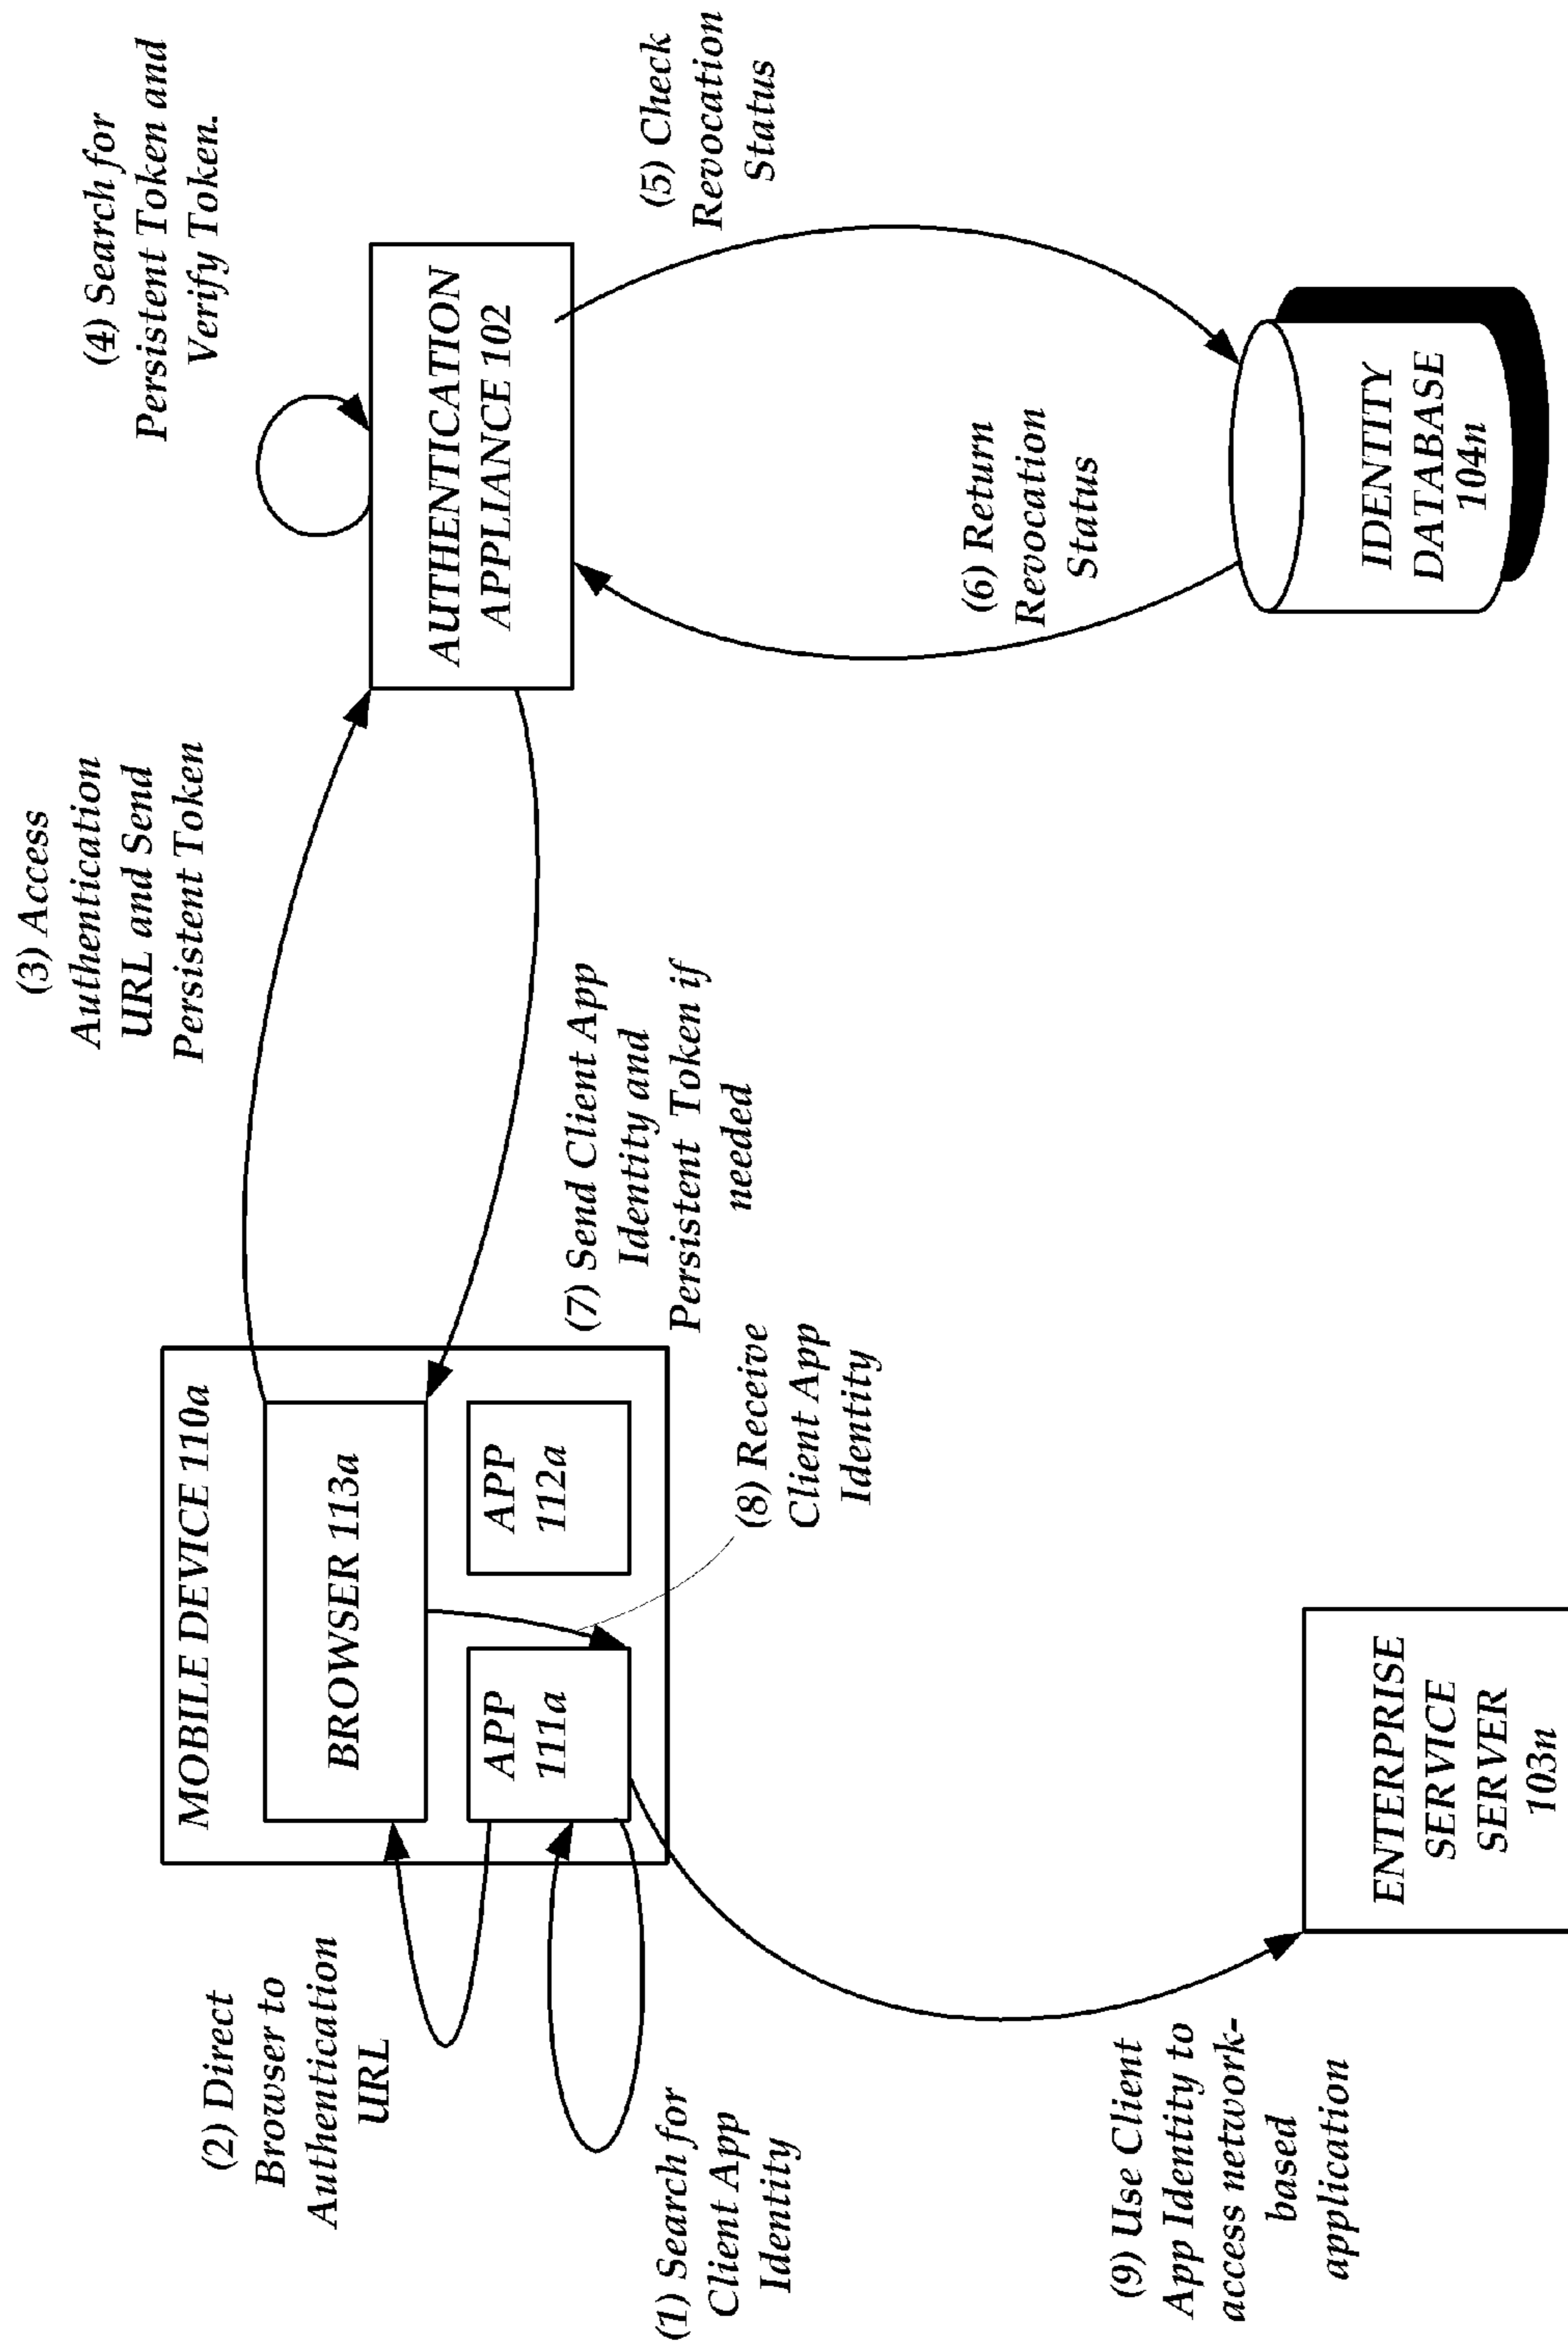 (1) Search for
Client App
Identity
(2) Direct
Browser to
Authentication
URL
MOBILE DEVICE 110a
BROWSER 113a
APP
111a
APP
112a
(3) Access
Authentication
URL and Send
Persistent Token
(4) Search for
Persistent Token and
Verify Token.
AUTHENTICATION
APPLIANCE 102
(5) Check
Revocation
Status
(6) Return
Revocation
Status
IDENTITY
DATABASE
104n
(7) Send Client App
Identity and
Persistent Token if
needed
(8) Receive
Client App
Identity
(9) Use Client
App Identity to
access network-
based
application
ENTERPRISE
SERVICE
SERVER
103n